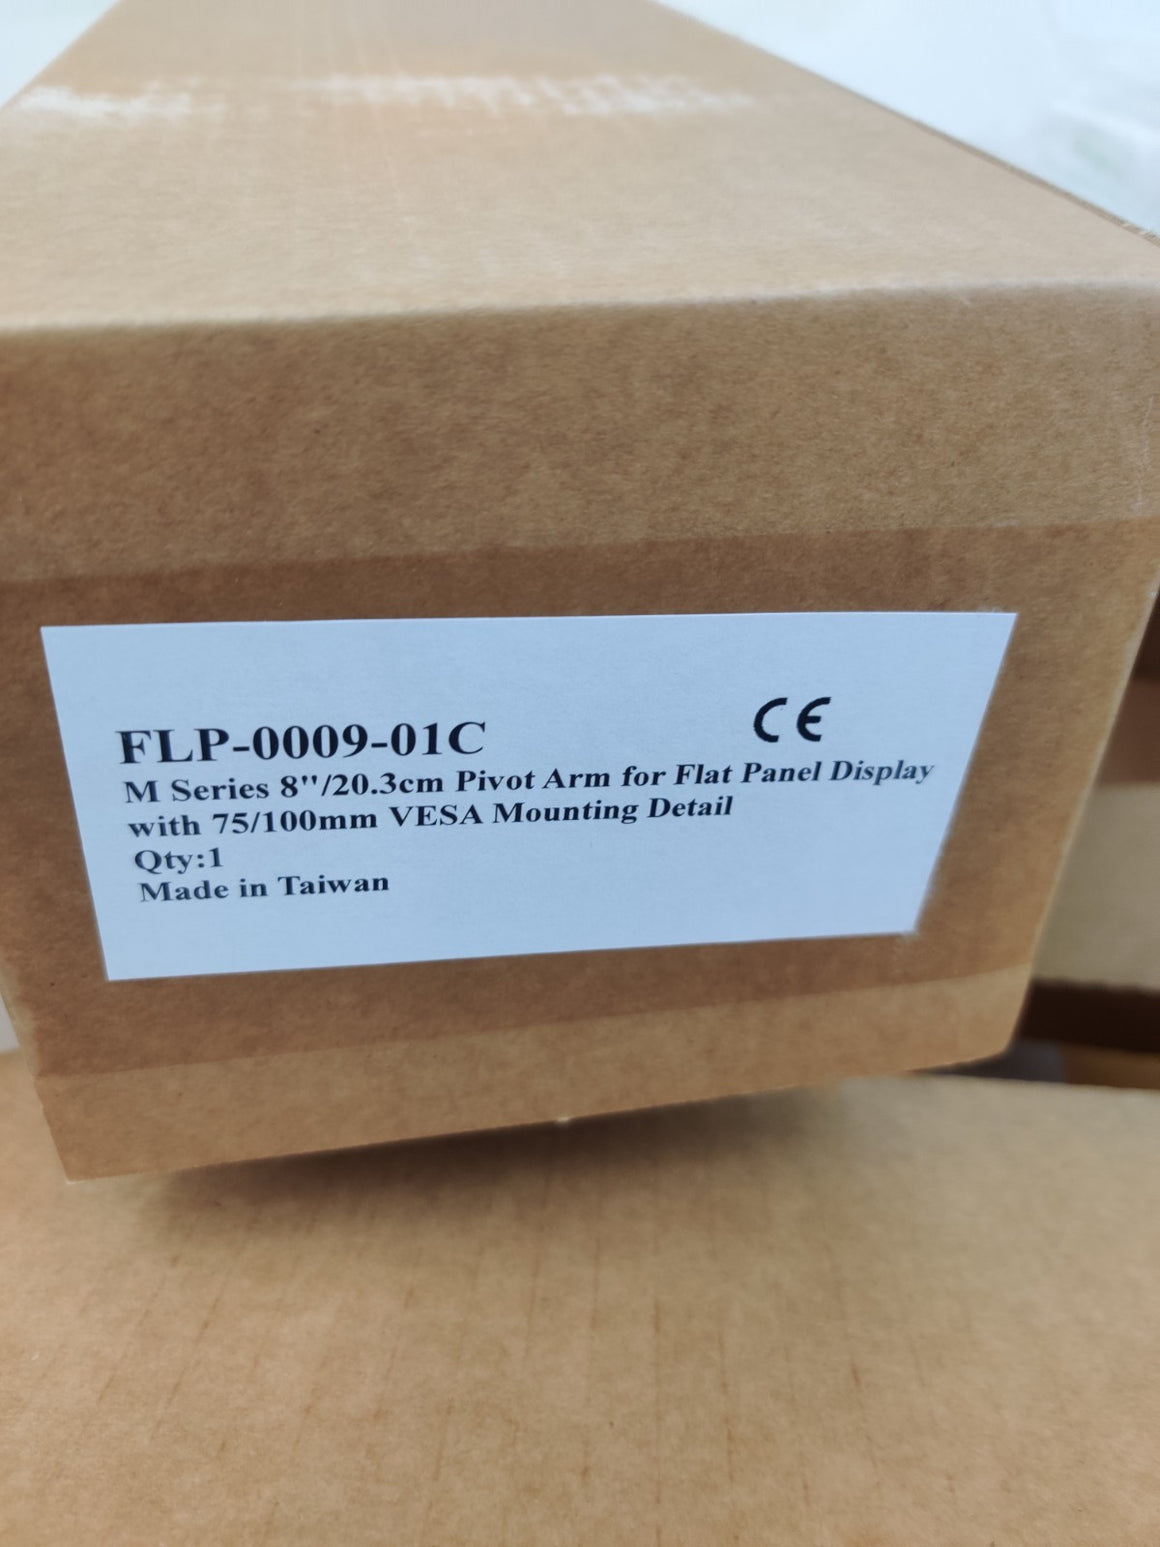 FLP-0009-01C
CE
M Series 8"/20.3cm Pivot Arm for Flat Panel Display
with 75/100mm VESA Mounting Detail
Qty:1
Made in Taiwan